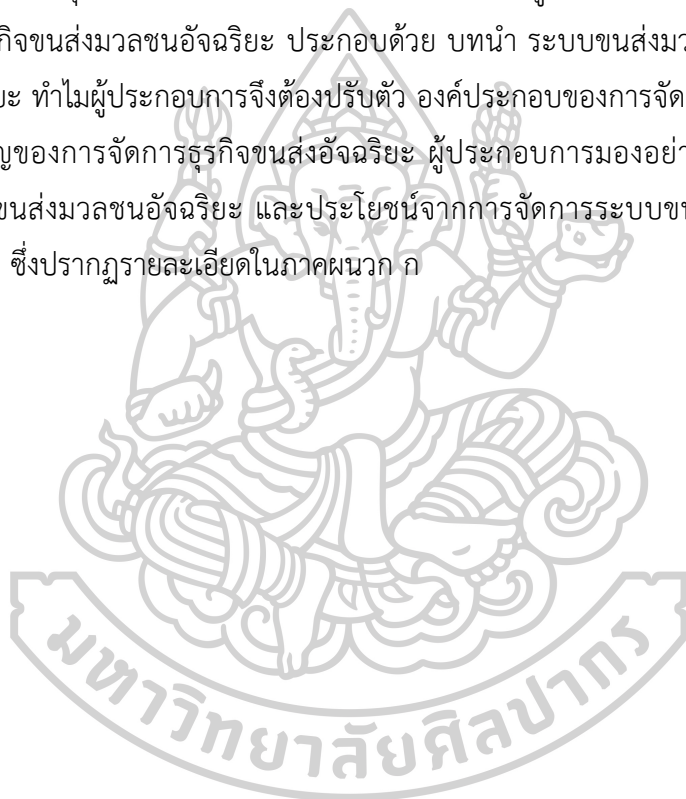 กิจขนส่งมวลชนอัจฉริยะ ประกอบด้วย บทนำ ระบบขนส่งมว
ยะ ทำไมผู้ประกอบการจึงต้องปรับตัว องค์ประกอบของการจัด
ญของการจัดการธุรกิจขนส่งอัจฉริยะ ผู้ประกอบการมองอย่า
ขนส่งมวลชนอัจฉริยะ และประโยชน์จากการจัดการระบบขน
ซึ่งปรากฏรายละเอียดในภาคผนวก ก
มหาวิทยาลัยศิลปากร